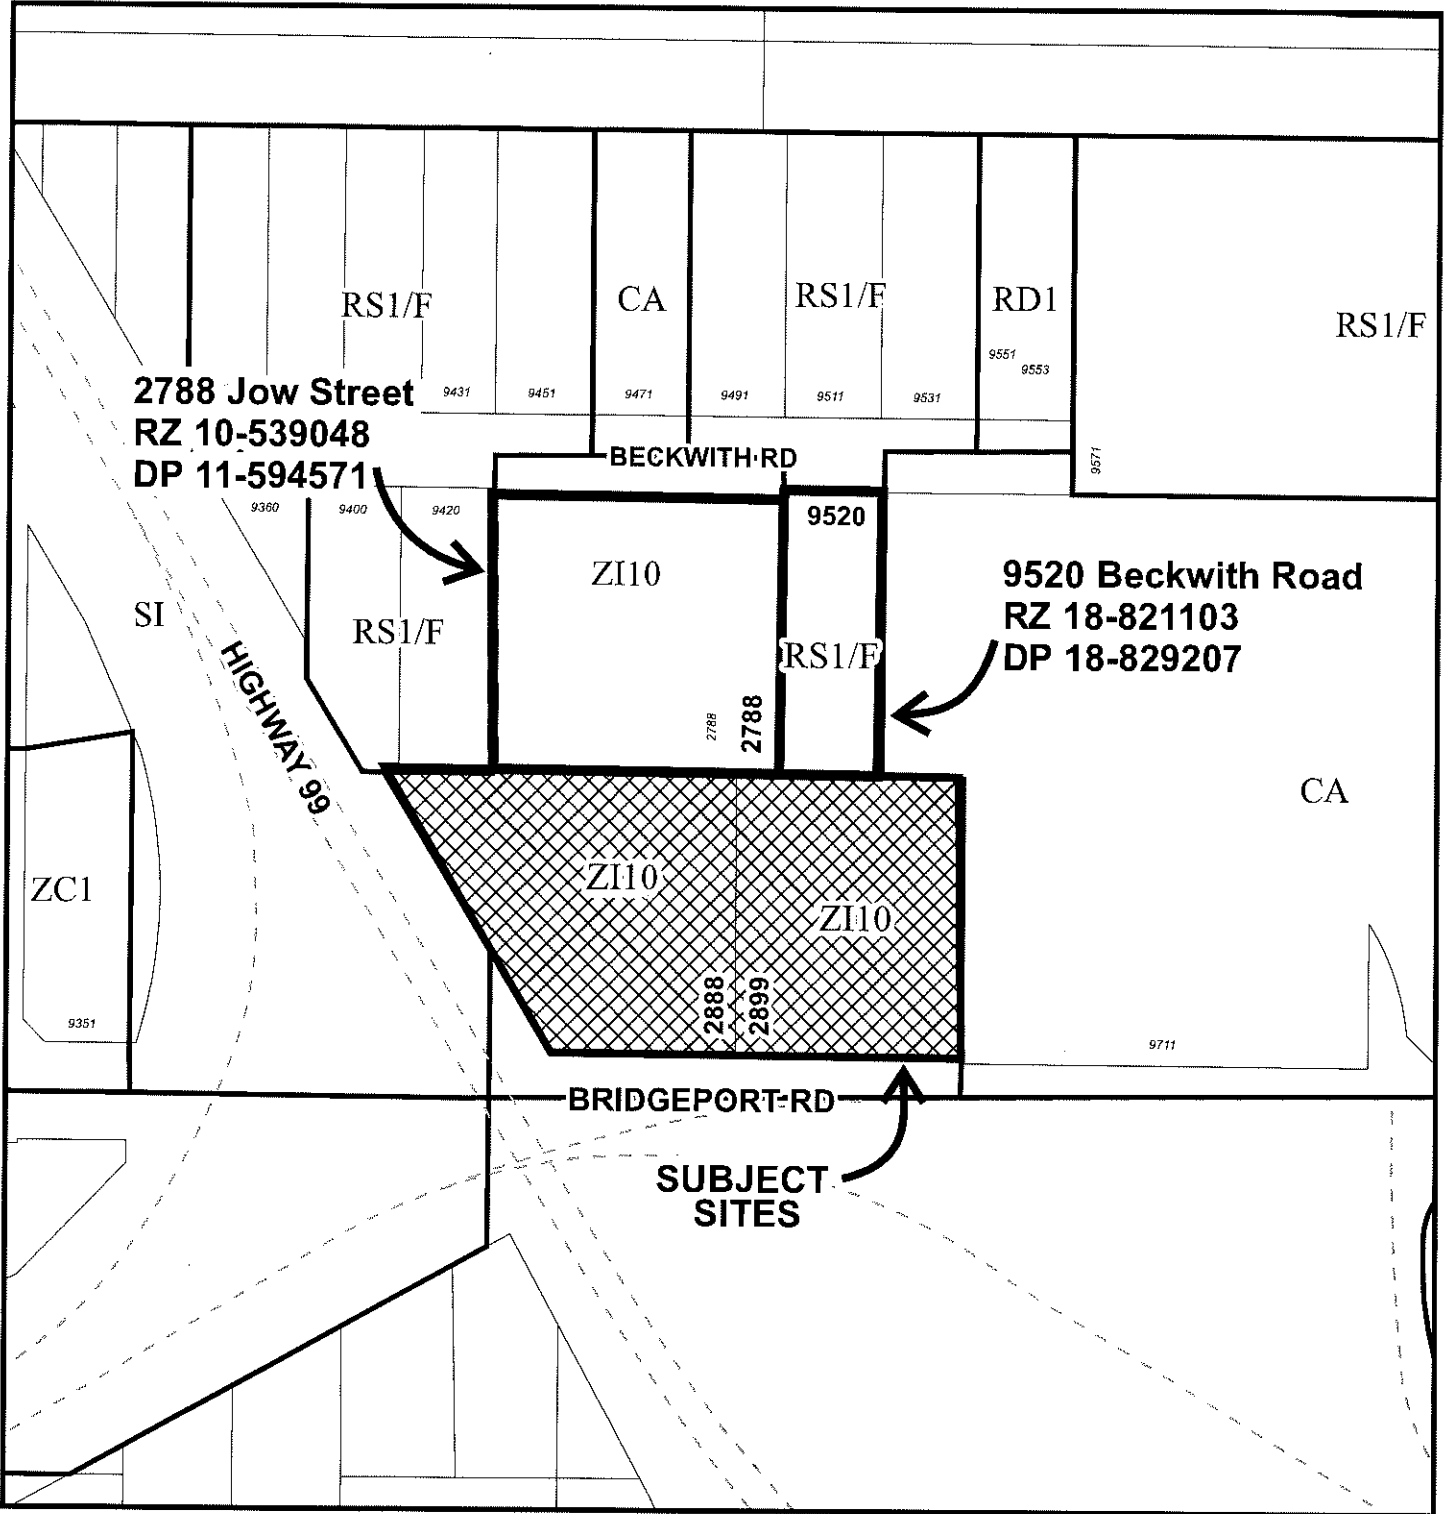 RS1/F
CA
RS1/F
RD1
RS1/F
9551
9553
2788 Jow Street
RZ 10-539048
DP 11-594571
9431
9451
9471
9491
9511
9531
9571
BECKWITH RD
9360
9400
9420
9520
ZI10
SI
RS1/F
RS1/F
9520 Beckwith Road
RZ 18-821103
DP 18-829207
HIGHWAY 99
2788
2788
CA
ZC1
ZI10
ZI10
2888
2899
9351
9711
BRIDGEPORT RD
SUBJECT
SITES